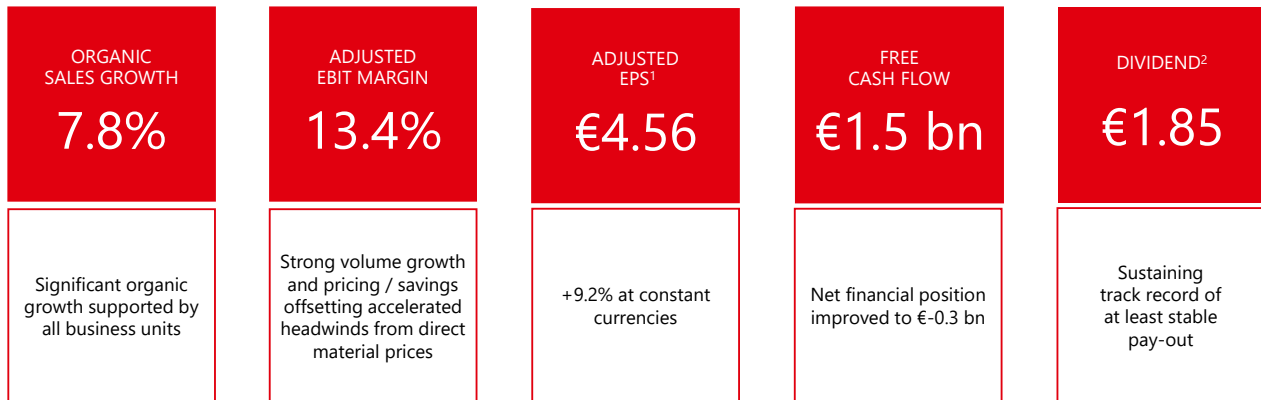 ORGANIC
SALES GROWTH
7.8%
Significant organic
growth supported by
all business units
ADJUSTED
EBIT MARGIN
13.4%
Strong volume growth
and pricing / savings
offsetting accelerated
headwinds from direct
material prices
ADJUSTED
EPS¹
€4.56
+9.2% at constant
currencies
FREE
CASH FLOW
€1.5 bn
Net financial position
improved to €-0.3 bn
DIVIDEND²
€1.85
Sustaining
track record of
at least stable
pay-out